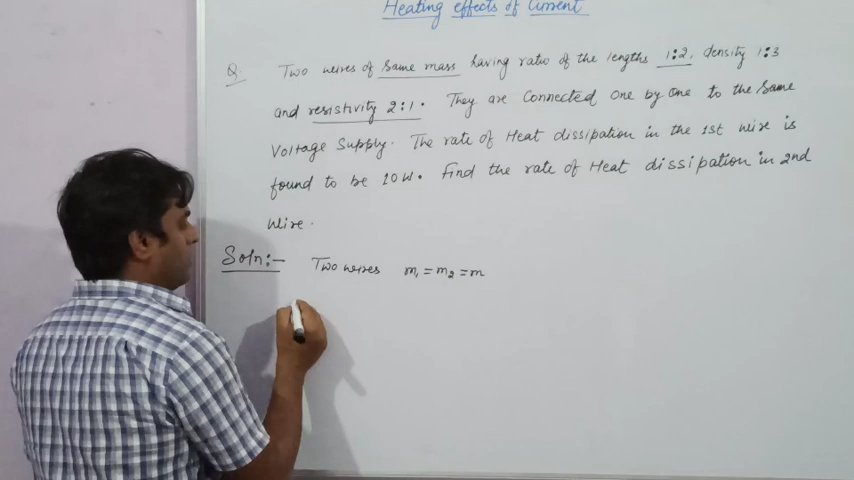 Heating effects of Current
Q. Two wires of same mass having ratio of the lengths 1:2, density 1:3
and resistivity 2:1. They are connected one by one to the same
Voltage supply. The rate of Heat dissipation in the 1st wire is
found to be 10W. Find the rate of Heat dissipation in 2nd
wire.
Soln:- Two wires m₁ = m₂ = m